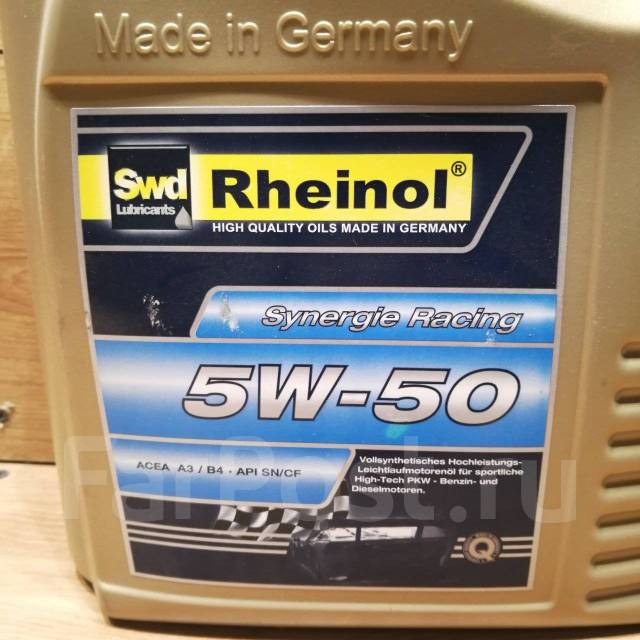 Made in Germany
Swd
Lubricants
Rheinol®
HIGH QUALITY OILS MADE IN GERMANY
Synergie Racing
5W-50
ACEA A3 / B4 · API SN/CF
Vollsynthetisches Hochleistungs-
Leichtlaufmotorenöl für sportliche
High-Tech PKW - Benzin- und
Dieselmotoren.
Q
FarPost.ru